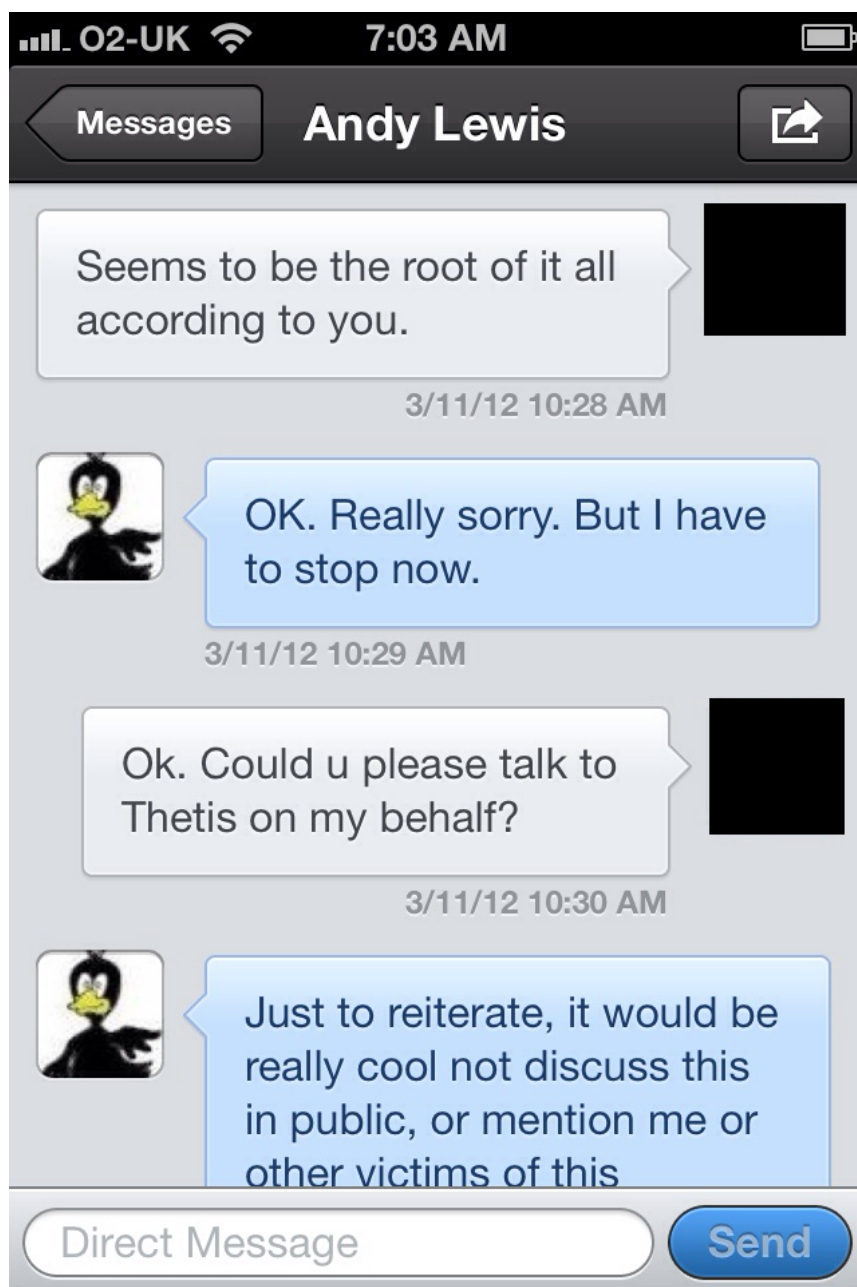 O2-UK 7:03 AM
Messages Andy Lewis
Seems to be the root of it all
according to you.
3/11/12 10:28 AM
OK. Really sorry. But I have
to stop now.
3/11/12 10:29 AM
Ok. Could u please talk to
Thetis on my behalf?
3/11/12 10:30 AM
Just to reiterate, it would be
really cool not discuss this
in public, or mention me or
other victims of this
Direct Message Send